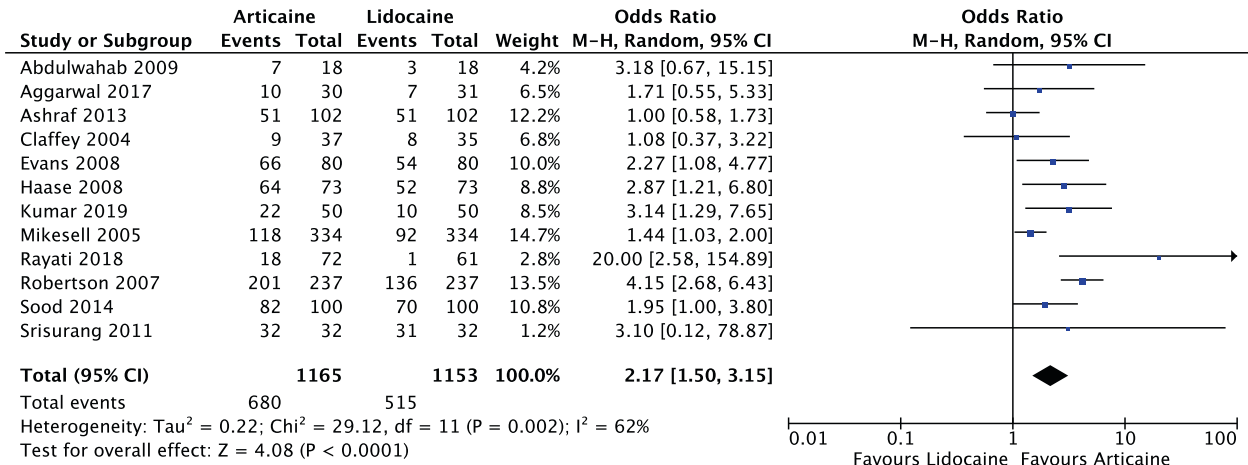 Articaine Lidocaine Odds Ratio Odds Ratio
Study or Subgroup Events Total Events Total Weight M-H, Random, 95% CI M-H, Random, 95% CI
Abdulwahab 2009 7 18 3 18 4.2% 3.18 [0.67, 15.15]
Aggarwal 2017 10 30 7 31 6.5% 1.71 [0.55, 5.33]
Ashraf 2013 51 102 51 102 12.2% 1.00 [0.58, 1.73]
Claffey 2004 9 37 8 35 6.8% 1.08 [0.37, 3.22]
Evans 2008 66 80 54 80 10.0% 2.27 [1.08, 4.77]
Haase 2008 64 73 52 73 8.8% 2.87 [1.21, 6.80]
Kumar 2019 22 50 10 50 8.5% 3.14 [1.29, 7.65]
Mikesell 2005 118 334 92 334 14.7% 1.44 [1.03, 2.00]
Rayati 2018 18 72 1 61 2.8% 20.00 [2.58, 154.89]
Robertson 2007 201 237 136 237 13.5% 4.15 [2.68, 6.43]
Sood 2014 82 100 70 100 10.8% 1.95 [1.00, 3.80]
Srisurang 2011 32 32 31 32 1.2% 3.10 [0.12, 78.87]
Total (95% CI) 1165 1153 100.0% 2.17 [1.50, 3.15]
Total events 680 515
Heterogeneity: Tau² = 0.22; Chi² = 29.12, df = 11 (P = 0.002); I² = 62%
Test for overall effect: Z = 4.08 (P < 0.0001)
0.01 0.1 1 10 100
Favours Lidocaine Favours Articaine